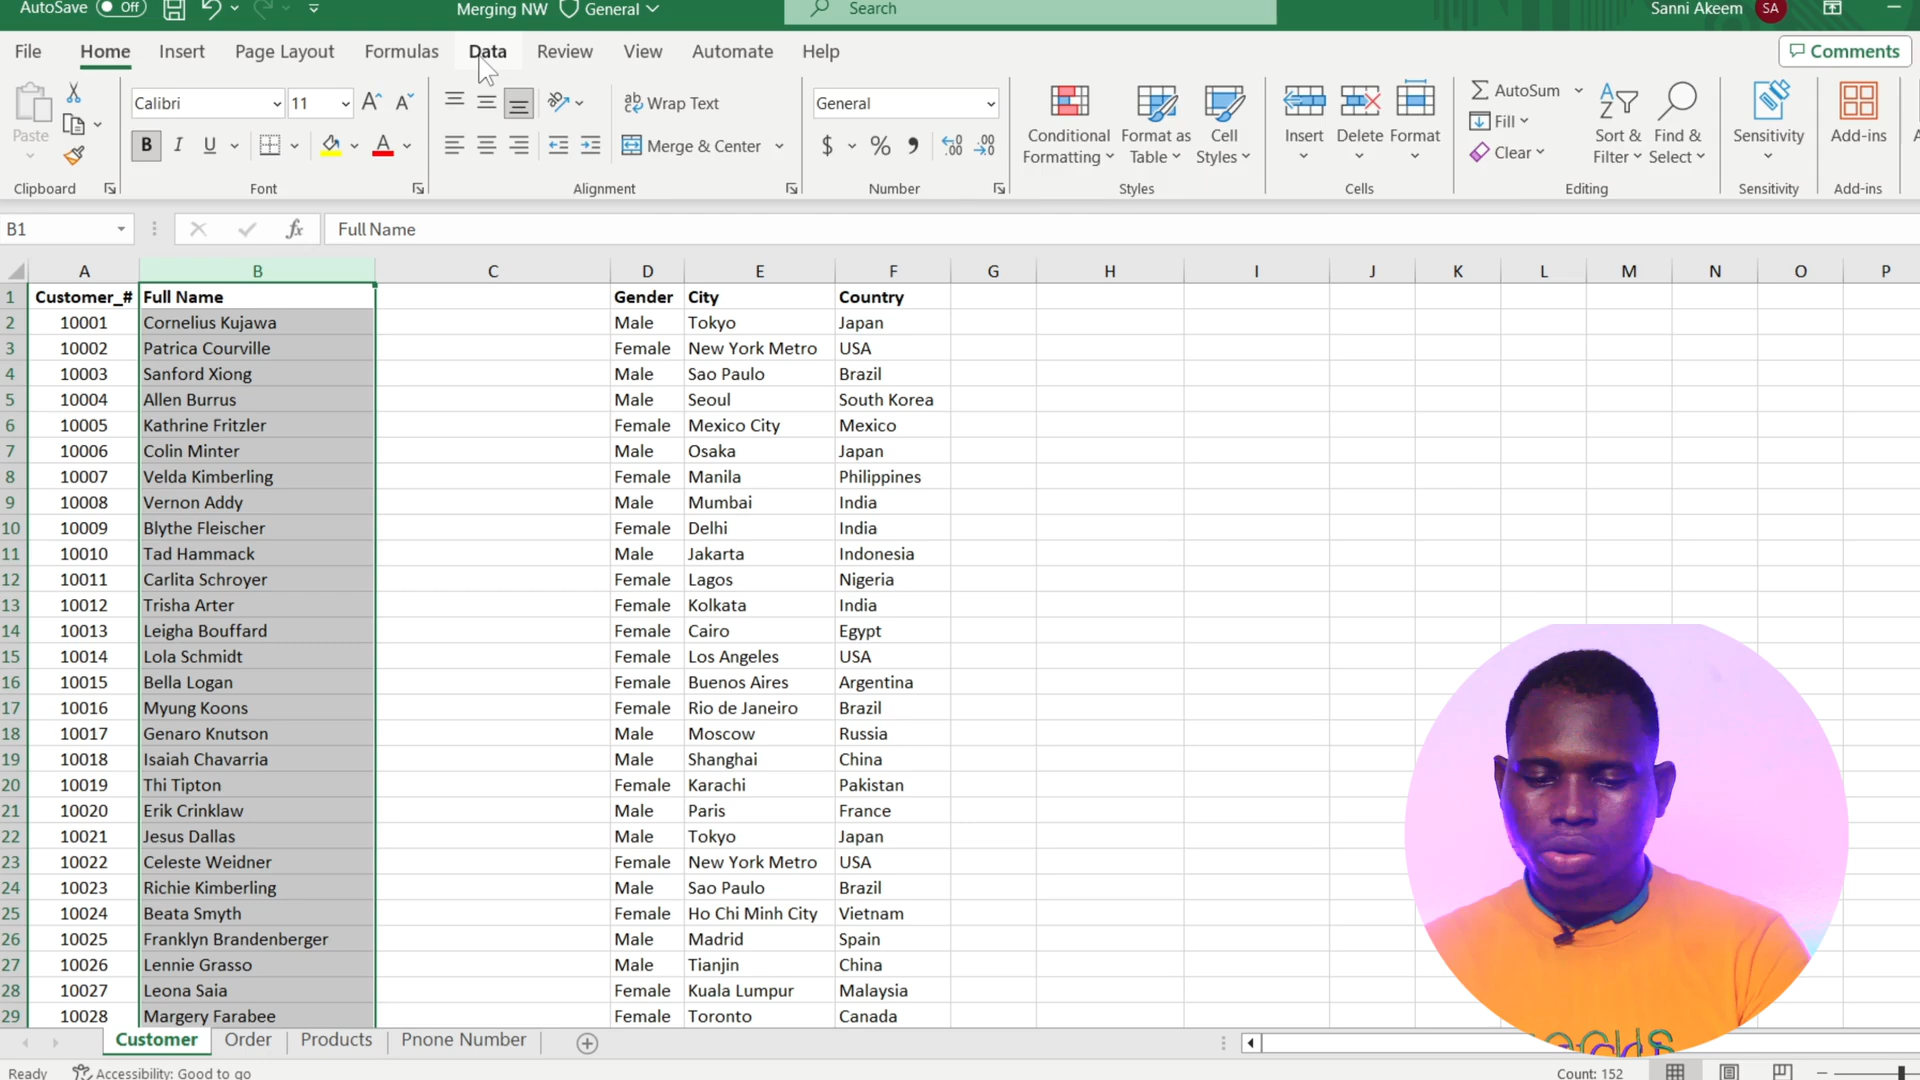 AutoSave Off Merging NW General Search Sanni Akeem SA
File Home Insert Page Layout Formulas Data Review View Automate Help Comments
Paste Calibri 11 Wrap Text General Conditional Formatting Format as Table Cell Styles Insert Delete Format AutoSum Fill Clear Sort & Filter Find & Select Sensitivity Add-ins
B I U Merge & Center $ %
Clipboard Font Alignment Number Styles Cells Editing Sensitivity Add-ins
B1 fx Full Name
A B C D E F G H I J K L M N O P
1 Customer_# Full Name Gender City Country
2 10001 Cornelius Kujawa Male Tokyo Japan
3 10002 Patrica Courville Female New York Metro USA
4 10003 Sanford Xiong Male Sao Paulo Brazil
5 10004 Allen Burrus Male Seoul South Korea
6 10005 Kathrine Fritzler Female Mexico City Mexico
7 10006 Colin Minter Male Osaka Japan
8 10007 Velda Kimberling Female Manila Philippines
9 10008 Vernon Addy Male Mumbai India
10 10009 Blythe Fleischer Female Delhi India
11 10010 Tad Hammack Male Jakarta Indonesia
12 10011 Carlita Schroyer Female Lagos Nigeria
13 10012 Trisha Arter Female Kolkata India
14 10013 Leigha Bouffard Female Cairo Egypt
15 10014 Lola Schmidt Female Los Angeles USA
16 10015 Bella Logan Female Buenos Aires Argentina
17 10016 Myung Koons Female Rio de Janeiro Brazil
18 10017 Genaro Knutson Male Moscow Russia
19 10018 Isaiah Chavarria Male Shanghai China
20 10019 Thi Tipton Female Karachi Pakistan
21 10020 Erik Crinklaw Male Paris France
22 10021 Jesus Dallas Male Tokyo Japan
23 10022 Celeste Weidner Female New York Metro USA
24 10023 Richie Kimberling Male Sao Paulo Brazil
25 10024 Beata Smyth Female Ho Chi Minh City Vietnam
26 10025 Franklyn Brandenberger Male Madrid Spain
27 10026 Lennie Grasso Male Tianjin China
28 10027 Leona Saia Female Kuala Lumpur Malaysia
29 10028 Margery Farabee Female Toronto Canada
Customer Order Products Pnone Number
Ready Accessibility: Good to go Count: 152